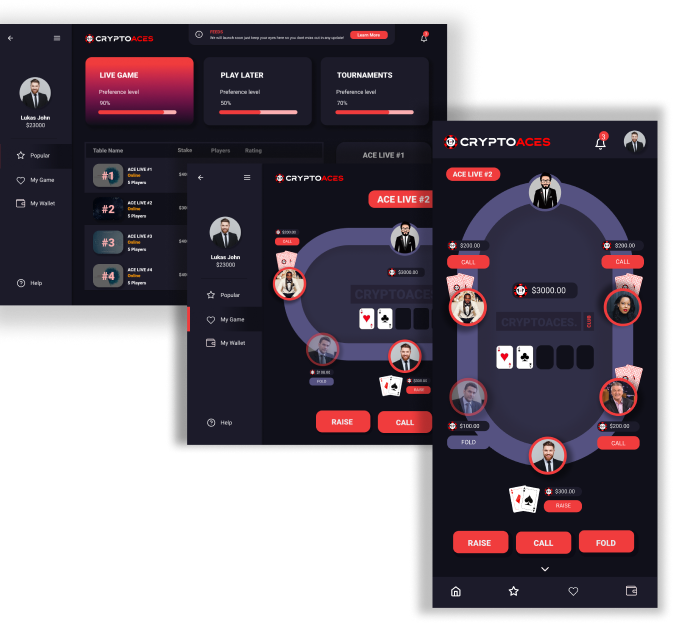 CRYPTOACES
FEEDS
We will launch soon just keep your eyes here so you dont miss out in any update!
Learn More
Lukas John
$23000
Popular
My Game
My Wallet
Help
LIVE GAME
Preference level
90%
PLAY LATER
Preference level
50%
TOURNAMENTS
Preference level
70%
Table Name Stake Players Rating
#1
ACE LIVE #1
Online
5 Players
#2
ACE LIVE #2
Online
5 Players
#3
ACE LIVE #3
Online
5 Players
#4
ACE LIVE #4
Online
5 Players
ACE LIVE #1
CRYPTOACES
ACE LIVE #2
Lukas John
$23000
Popular
My Game
My Wallet
Help
$200.00
CALL
$3000.00
CRYPTOACES
$100.00
FOLD
$300.00
RAISE
RAISE
CALL
CRYPTOACES
3
ACE LIVE #2
$200.00
CALL
$200.00
CALL
$3000.00
CRYPTOACES.
CLUB
$100.00
FOLD
$200.00
CALL
$300.00
RAISE
RAISE
CALL
FOLD